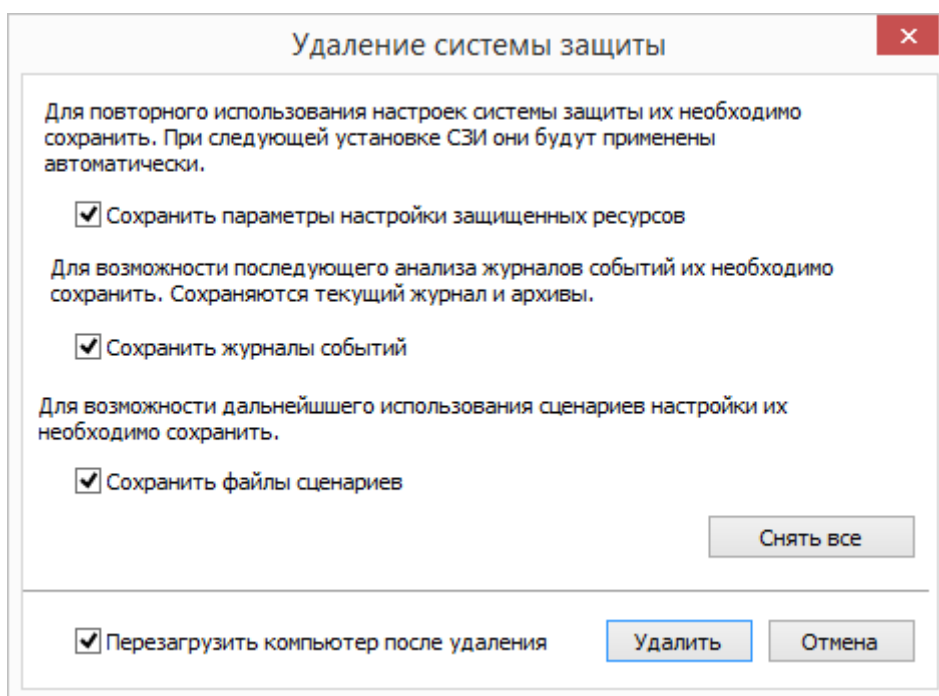 Удаление системы защиты
Для повторного использования настроек системы защиты их необходимо
сохранить. При следующей установке СЗИ они будут применены
автоматически.
Сохранить параметры настройки защищенных ресурсов
Для возможности последующего анализа журналов событий их необходимо
сохранить. Сохраняются текущий журнал и архивы.
Сохранить журналы событий
Для возможности дальнейшшего использования сценариев настройки их
необходимо сохранить.
Сохранить файлы сценариев
Снять все
Перезагрузить компьютер после удаления Удалить Отмена